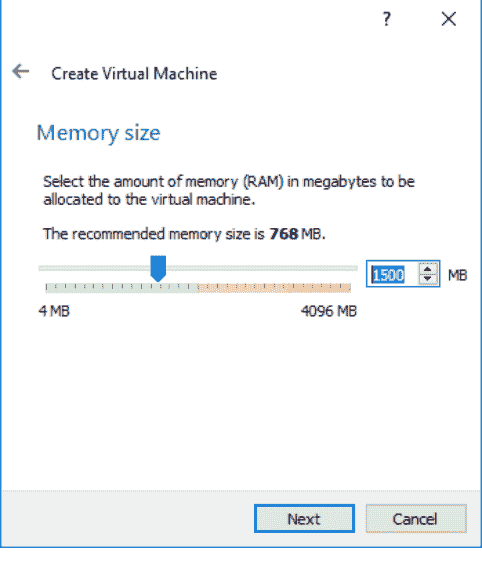 ?
Create Virtual Machine
Memory size
Select the amount of memory (RAM) in megabytes to be
allocated to the virtual machine.
The recommended memory size is 768 MB.
1500 MB
4 MB 4096 MB
Next Cancel